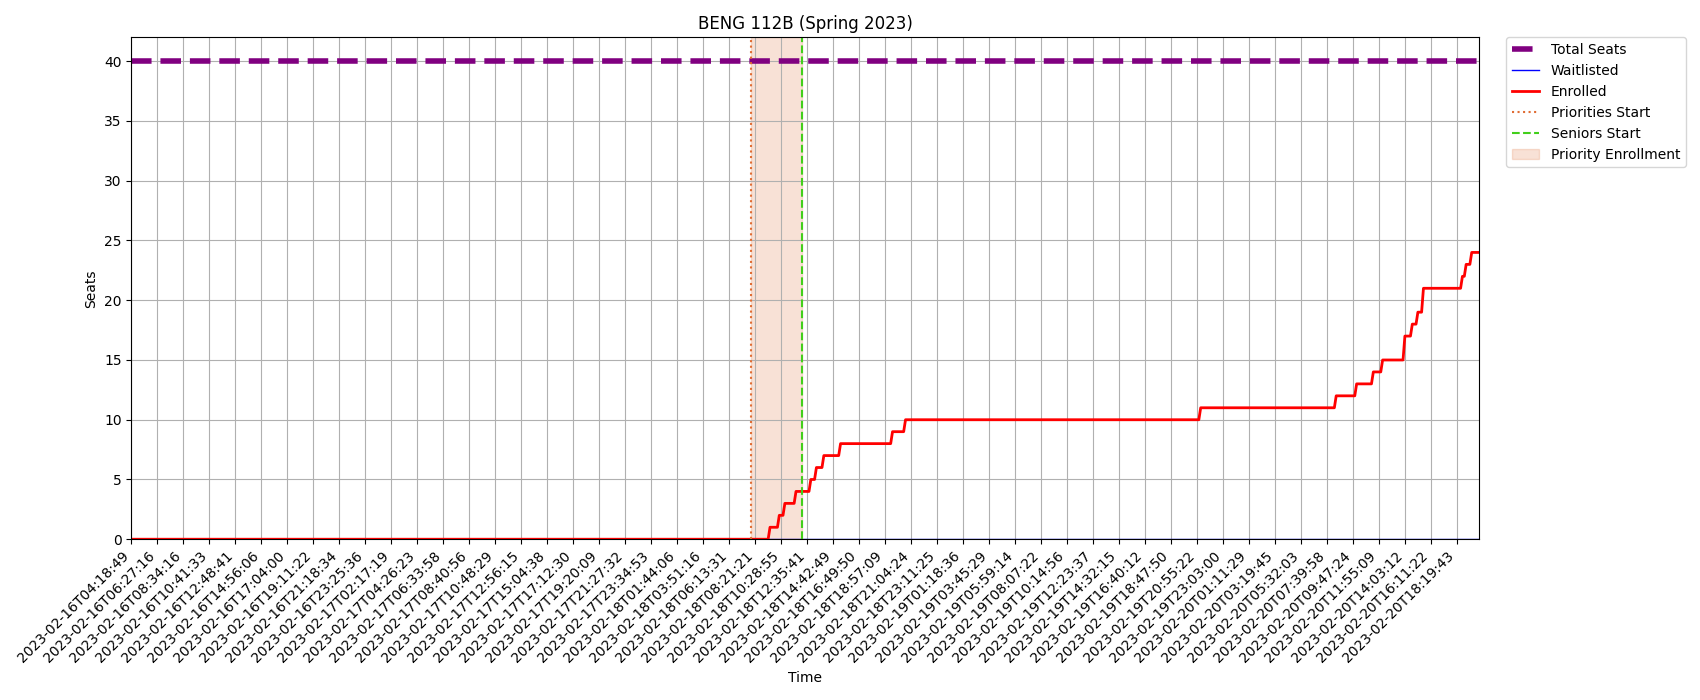 BENG 112B (Spring 2023)
Total Seats
Waitlisted
Enrolled
Priorities Start
Seniors Start
Priority Enrollment
Seats
40
35
30
25
20
15
10
5
0
2023-02-16T04:18:49
2023-02-16T06:27:16
2023-02-16T08:34:16
2023-02-16T10:41:33
2023-02-16T12:48:41
2023-02-16T14:56:06
2023-02-16T17:04:00
2023-02-16T19:11:22
2023-02-16T21:18:34
2023-02-16T23:25:36
2023-02-17T02:17:19
2023-02-17T04:26:23
2023-02-17T06:33:58
2023-02-17T08:40:56
2023-02-17T10:48:29
2023-02-17T12:56:15
2023-02-17T15:04:38
2023-02-17T17:12:30
2023-02-17T19:20:09
2023-02-17T21:27:32
2023-02-17T23:34:53
2023-02-18T01:44:06
2023-02-18T03:51:16
2023-02-18T06:13:31
2023-02-18T08:21:21
2023-02-18T10:28:55
2023-02-18T12:35:41
2023-02-18T14:42:49
2023-02-18T16:49:50
2023-02-18T18:57:09
2023-02-18T21:04:24
2023-02-18T23:11:25
2023-02-19T01:18:36
2023-02-19T03:45:29
2023-02-19T05:59:14
2023-02-19T08:07:22
2023-02-19T10:14:56
2023-02-19T12:23:37
2023-02-19T14:32:15
2023-02-19T16:40:12
2023-02-19T18:47:50
2023-02-19T20:55:22
2023-02-19T23:03:00
2023-02-20T01:11:29
2023-02-20T03:19:45
2023-02-20T05:32:03
2023-02-20T07:39:58
2023-02-20T09:47:24
2023-02-20T11:55:09
2023-02-20T14:03:12
2023-02-20T16:11:22
2023-02-20T18:19:43
Time